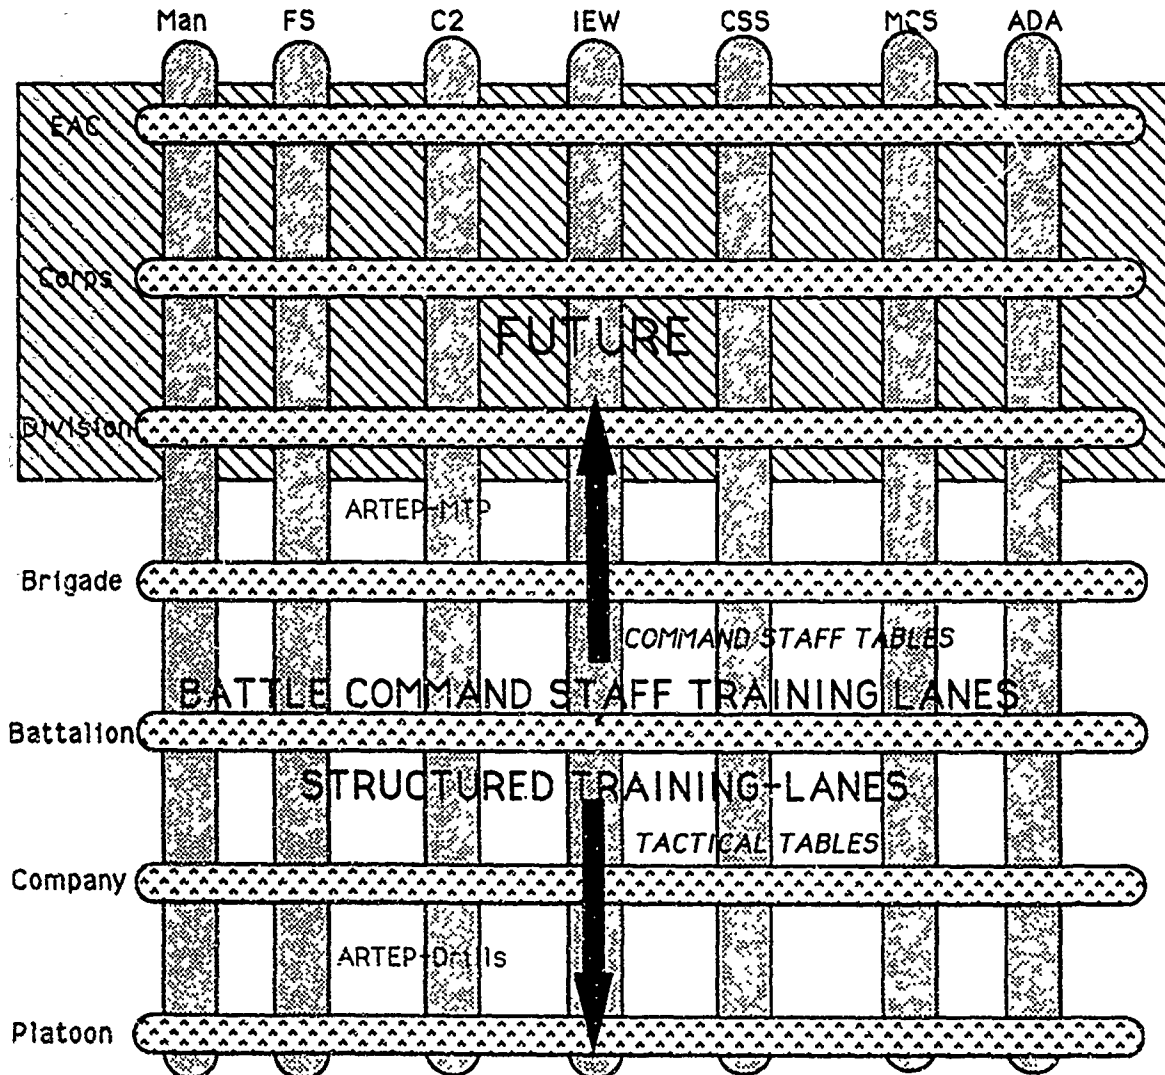 Man FS C2 IEW CSS MCS ADA
EAC
Corps
FUTURE
Division
ARTEP-MTP
Brigade
COMMAND STAFF TABLES
BATTLE COMMAND STAFF TRAINING LANES
Battalion
STRUCTURED TRAINING-LANES
TACTICAL TABLES
Company
ARTEP-Drills
Platoon